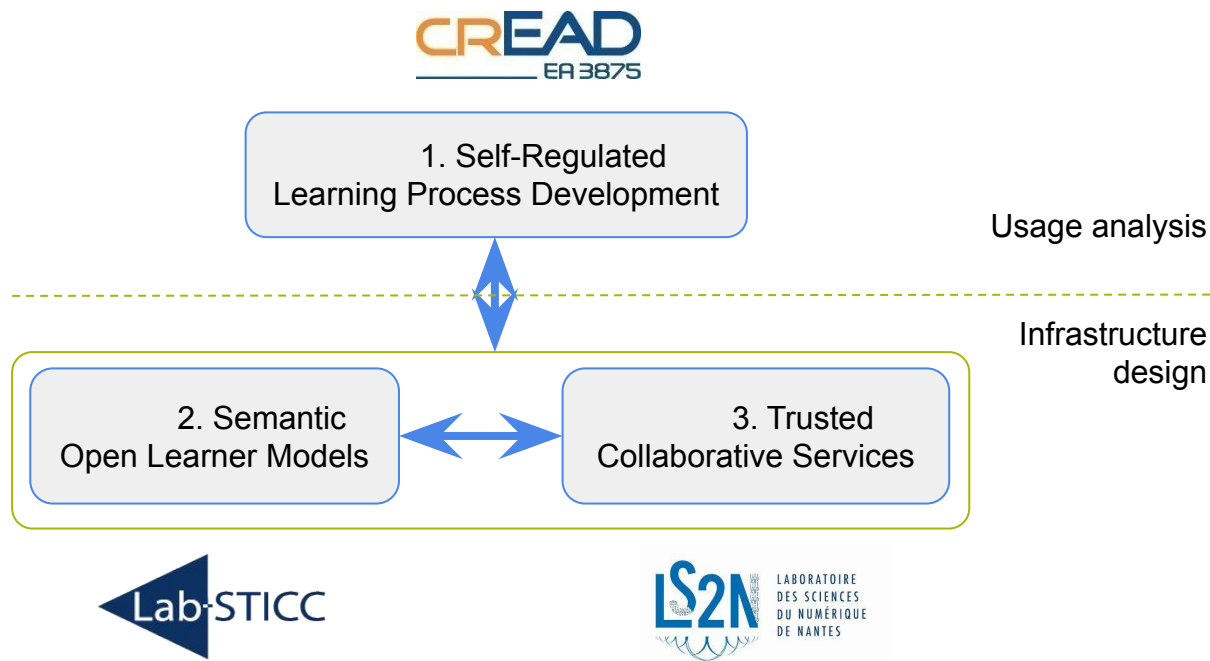 CREAD
EA 3875
1. Self-Regulated
Learning Process Development
Usage analysis
Infrastructure
design
2. Semantic
Open Learner Models
3. Trusted
Collaborative Services
Lab-STICC
LS2N
LABORATOIRE
DES SCIENCES
DU NUMÉRIQUE
DE NANTES